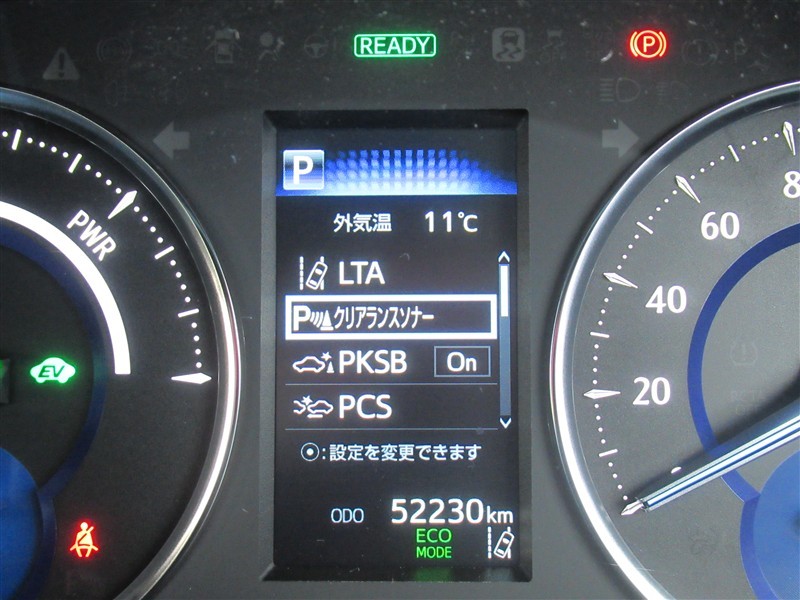 READY
P
P
PWR
外気温 11℃
LTA
P クリアランスソナー
PKSB On
PCS
:設定を変更できます
ODO 52230km
ECO
MODE
EV
8
60
40
20